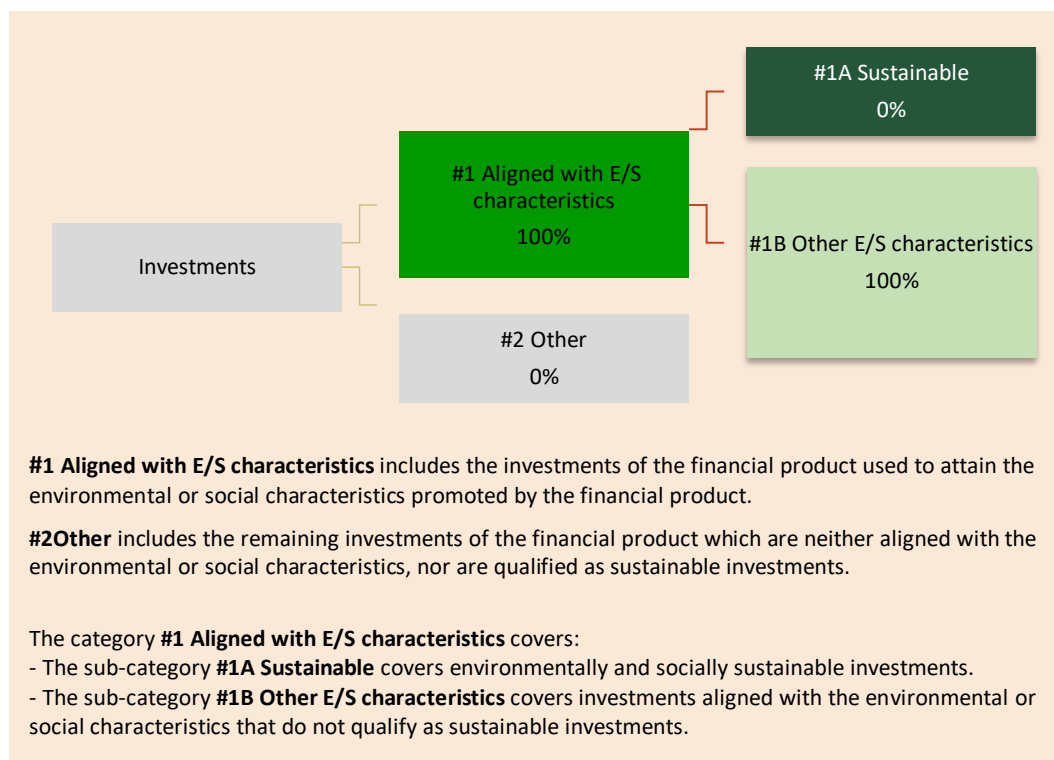 #1A Sustainable
0%
#1 Aligned with E/S
characteristics
100%
Investments
#1B Other E/S characteristics
100%
#2 Other
0%
#1 Aligned with E/S characteristics includes the investments of the financial product used to attain the
environmental or social characteristics promoted by the financial product.
#2Other includes the remaining investments of the financial product which are neither aligned with the
environmental or social characteristics, nor are qualified as sustainable investments.
The category #1 Aligned with E/S characteristics covers:
- The sub-category #1A Sustainable covers environmentally and socially sustainable investments.
- The sub-category #1B Other E/S characteristics covers investments aligned with the environmental or
social characteristics that do not qualify as sustainable investments.